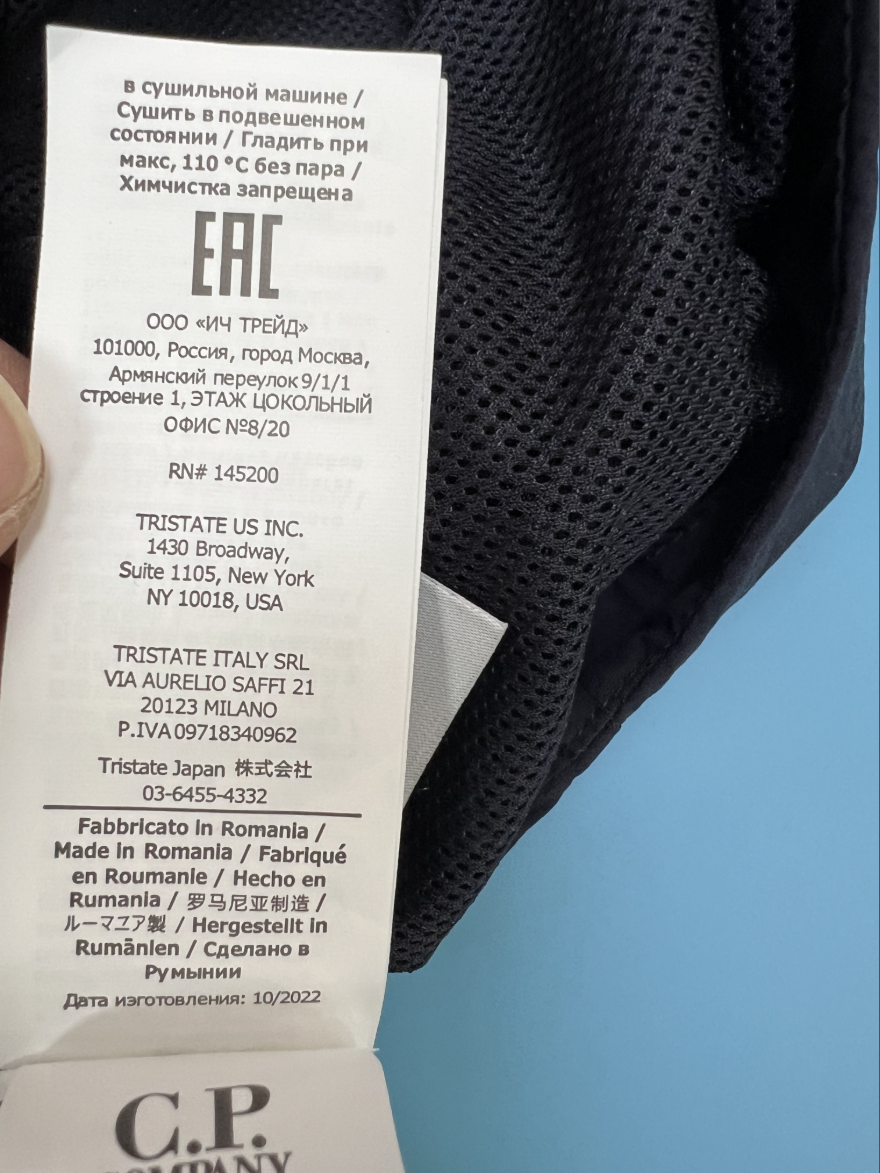 в сушильной машине /
Сушить в подвешенном
состоянии / Гладить при
макс, 110 °С без пара /
Химчистка запрещена
EAC
ООО «ИЧ ТРЕЙД»
101000, Россия, город Москва,
Армянский переулок 9/1/1
строение 1, ЭТАЖ ЦОКОЛЬНЫЙ
ОФИС №8/20
RN# 145200
TRISTATE US INC.
1430 Broadway,
Suite 1105, New York
NY 10018, USA
TRISTATE ITALY SRL
VIA AURELIO SAFFI 21
20123 MILANO
P.IVA 09718340962
Tristate Japan 株式会社
03-6455-4332
Fabbricato in Romania /
Made in Romania / Fabriqué
en Roumanie / Hecho en
Rumania / 罗马尼亚制造 /
ルーマニア製 / Hergestellt in
Rumänien / Сделано в
Румынии
Дата изготовления: 10/2022
C.P.
COMPANY